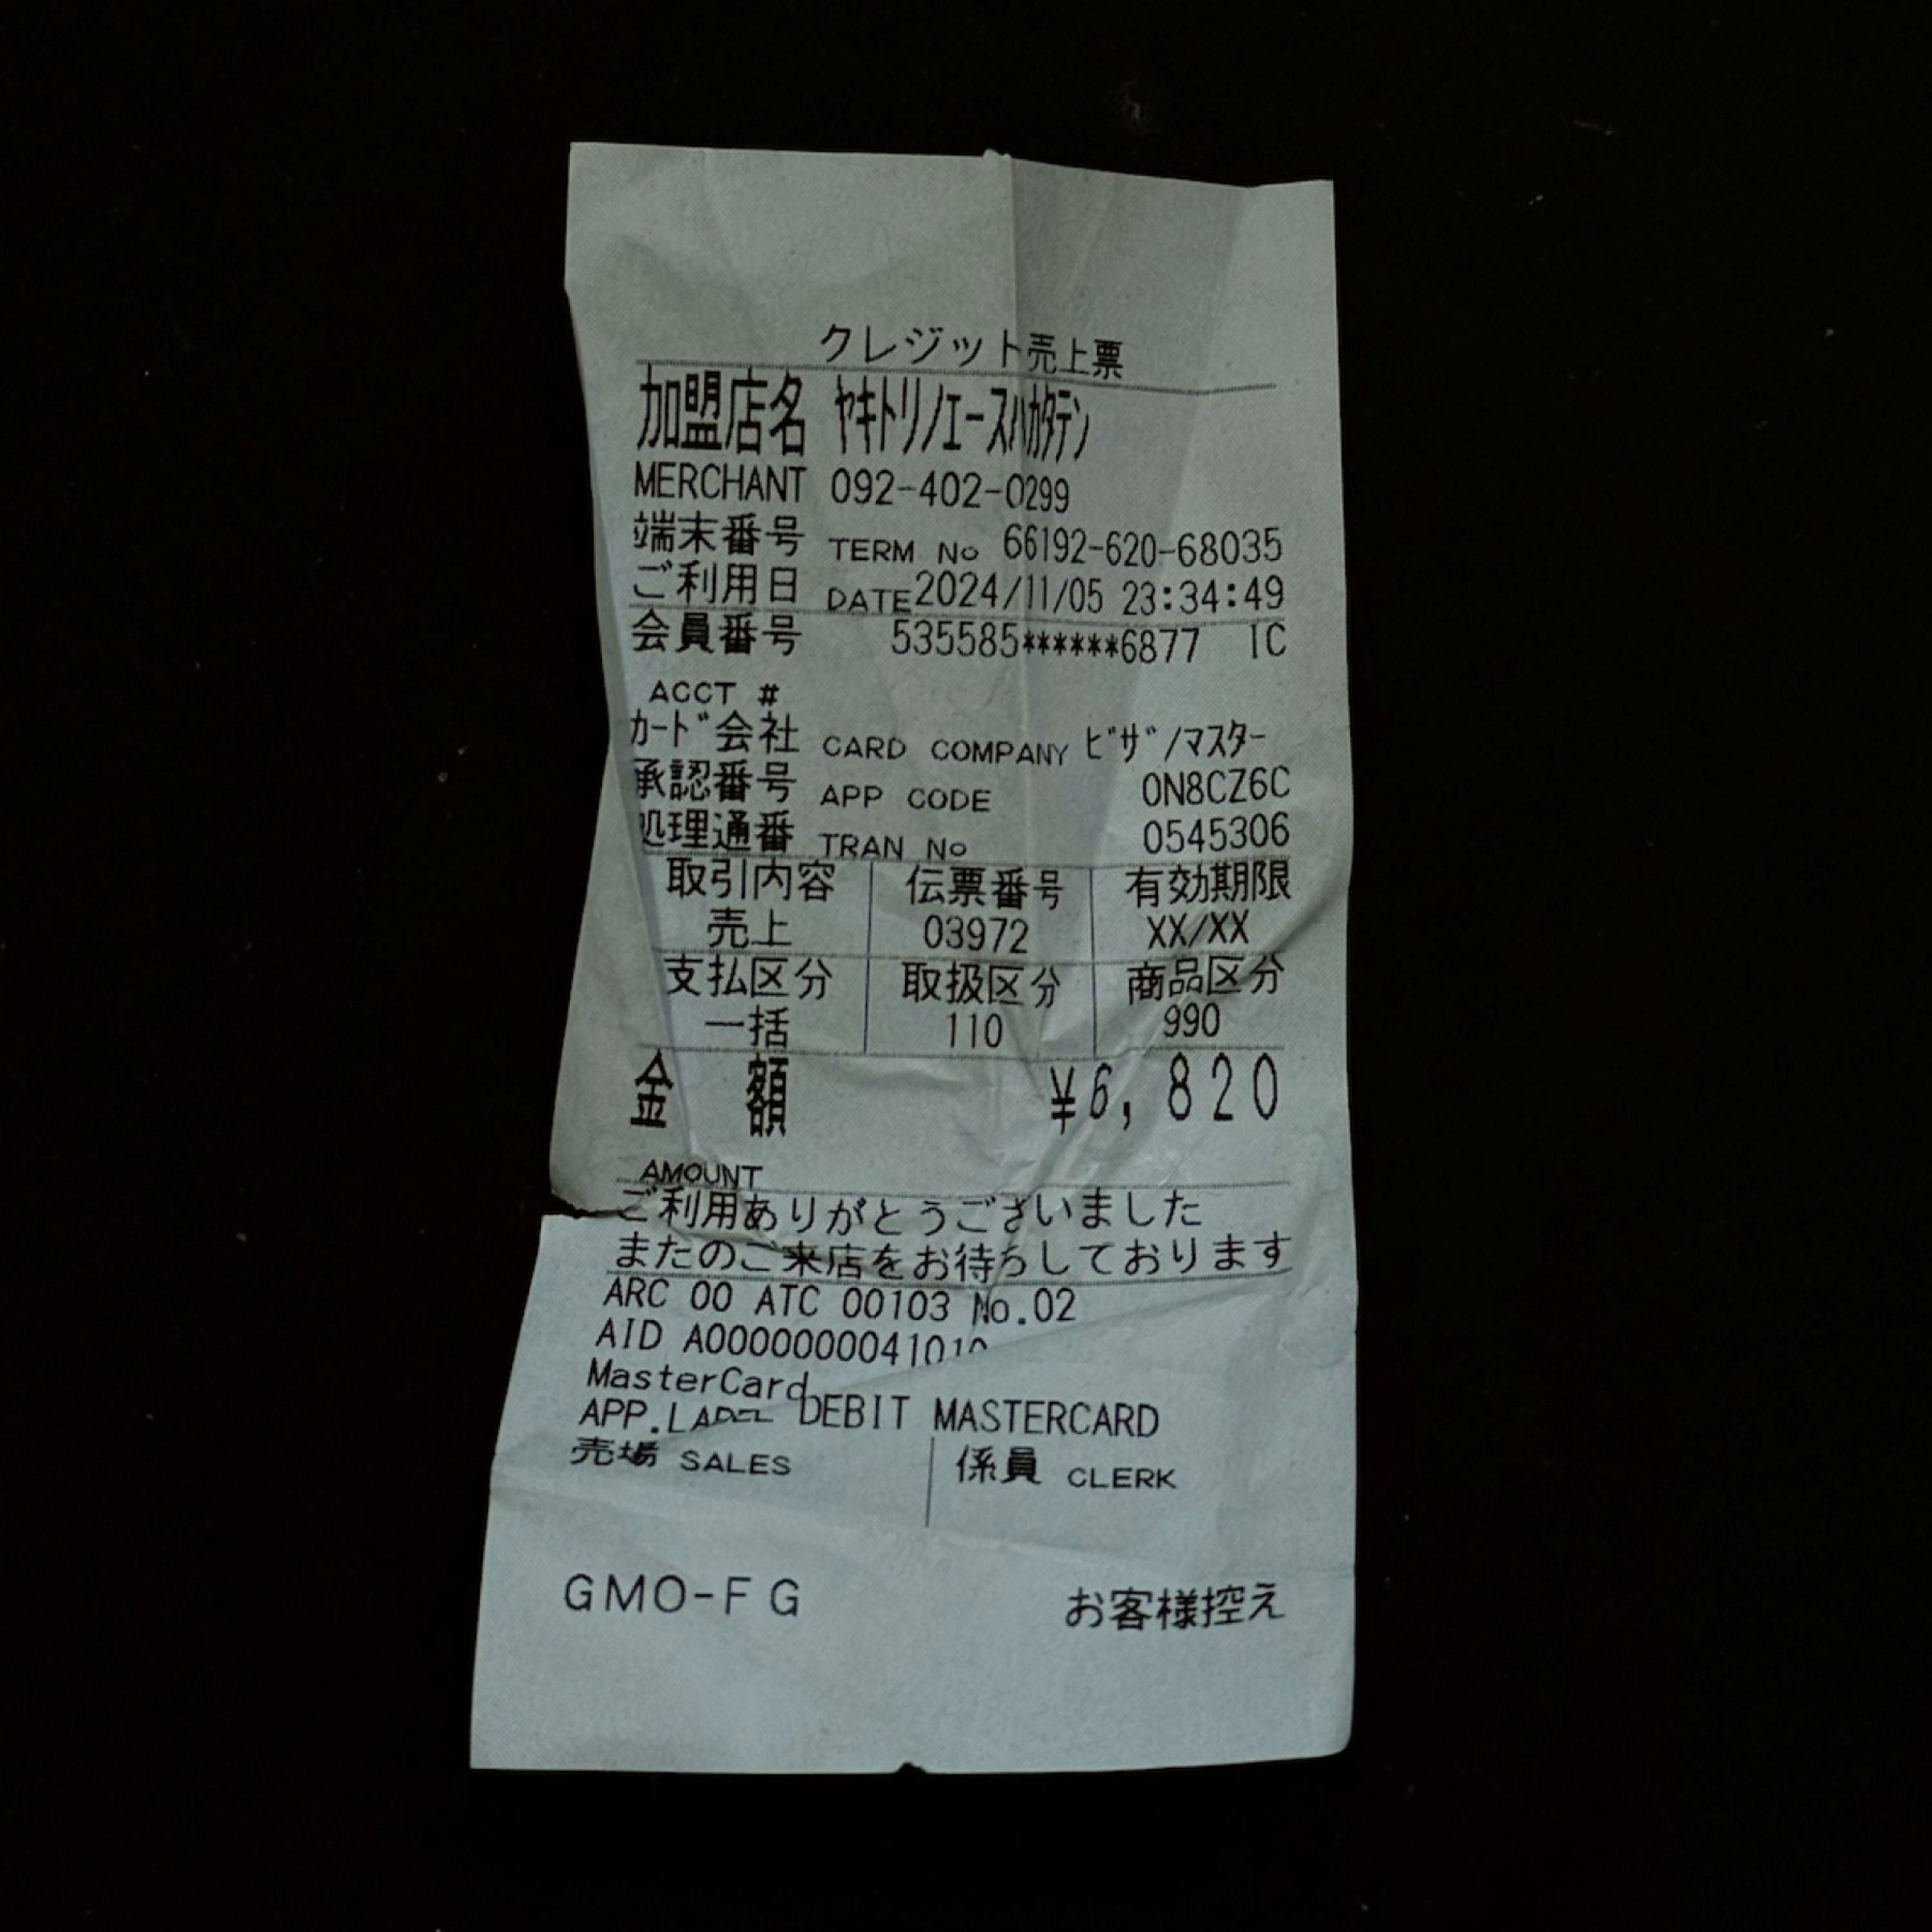 クレジット売上票
加盟店名 ﾔｷﾄﾘﾉｴｰｽﾊｶﾀﾃﾝ
MERCHANT 092-402-0299
端末番号 TERM No 66192-620-68035
ご利用日 DATE 2024/11/05 23:34:49
会員番号 535585******6877 IC
ACCT #
ｶｰﾄﾞ会社 CARD COMPANY ﾋﾞｻﾞ/ﾏｽﾀｰ
承認番号 APP CODE 0N8CZ6C
処理通番 TRAN No 0545306
取引内容 伝票番号 有効期限
売上 03972 XX/XX
支払区分 取扱区分 商品区分
一括 110 990
金 額 ¥6,820
AMOUNT
ご利用ありがとうございました
またのご来店をお待ちしております
ARC 00 ATC 00103 No.02
AID A0000000041010
MasterCard
APP.LABEL DEBIT MASTERCARD
売場 SALES 係員 CLERK
GMO-FG お客様控え